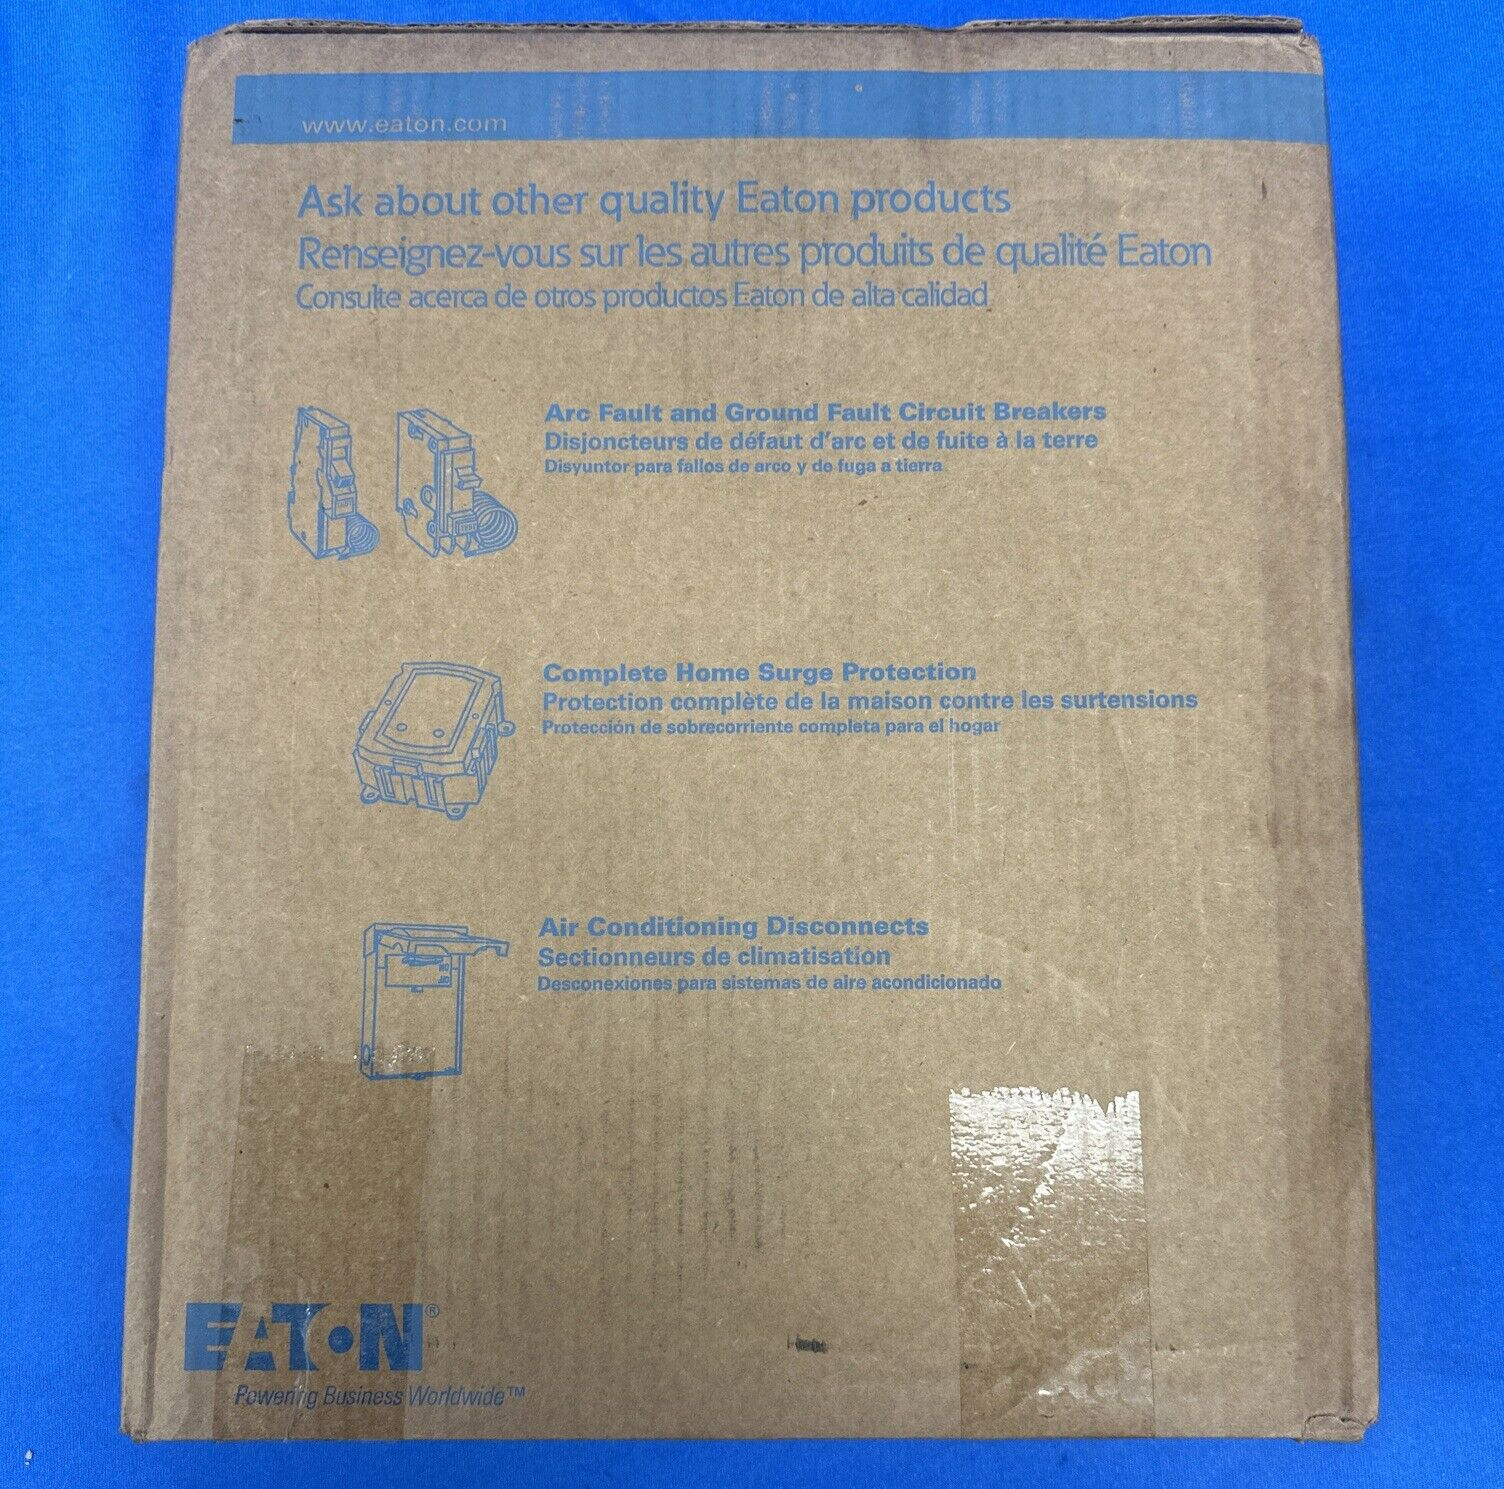 www.eaton.com
Ask about other quality Eaton products
Renseignez-vous sur les autres produits de qualité Eaton
Consulte acerca de otros productos Eaton de alta calidad
Arc Fault and Ground Fault Circuit Breakers
Disjoncteurs de défaut d'arc et de fuite à la terre
Disyuntor para fallos de arco y de fuga a tierra
TEST
TEST
Complete Home Surge Protection
Protection complète de la maison contre les surtensions
Protección de sobrecorriente completa para el hogar
Air Conditioning Disconnects
Sectionneurs de climatisation
Desconexiones para sistemas de aire acondicionado
EATON®
Powering Business Worldwide™